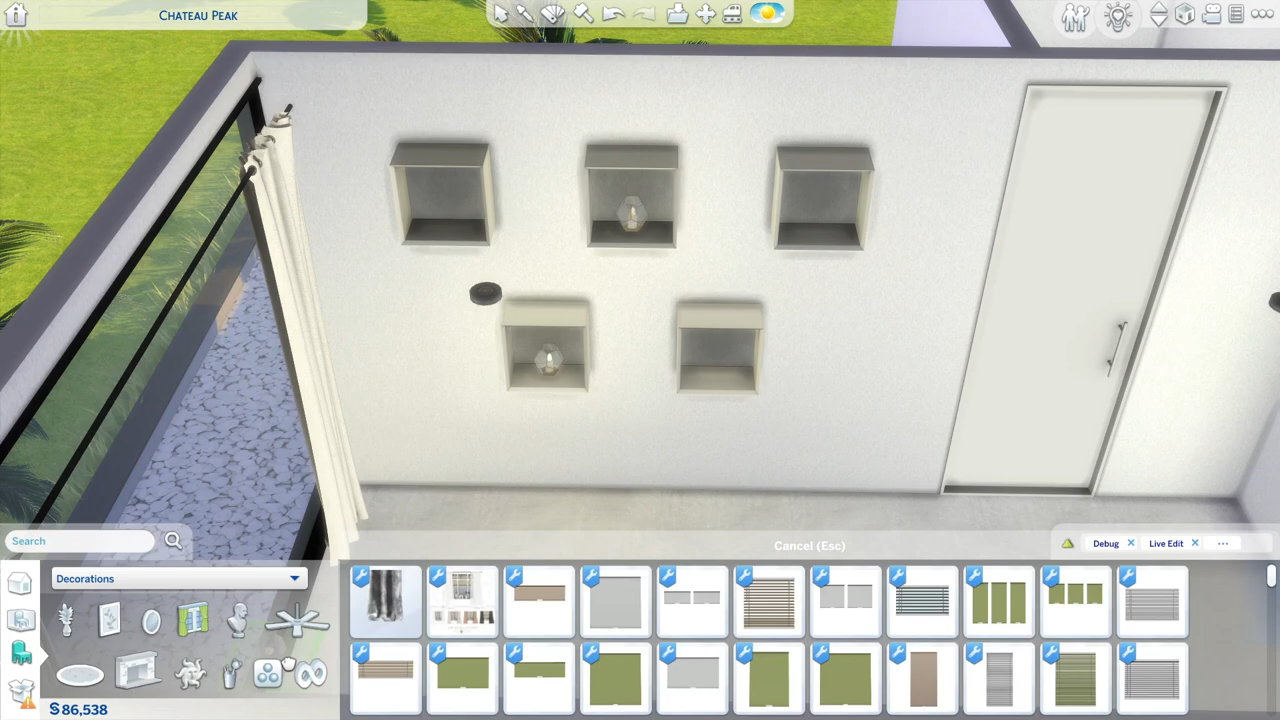 CHATEAU PEAK
Search
Cancel (Esc)
Debug
Live Edit
Decorations
§86,538